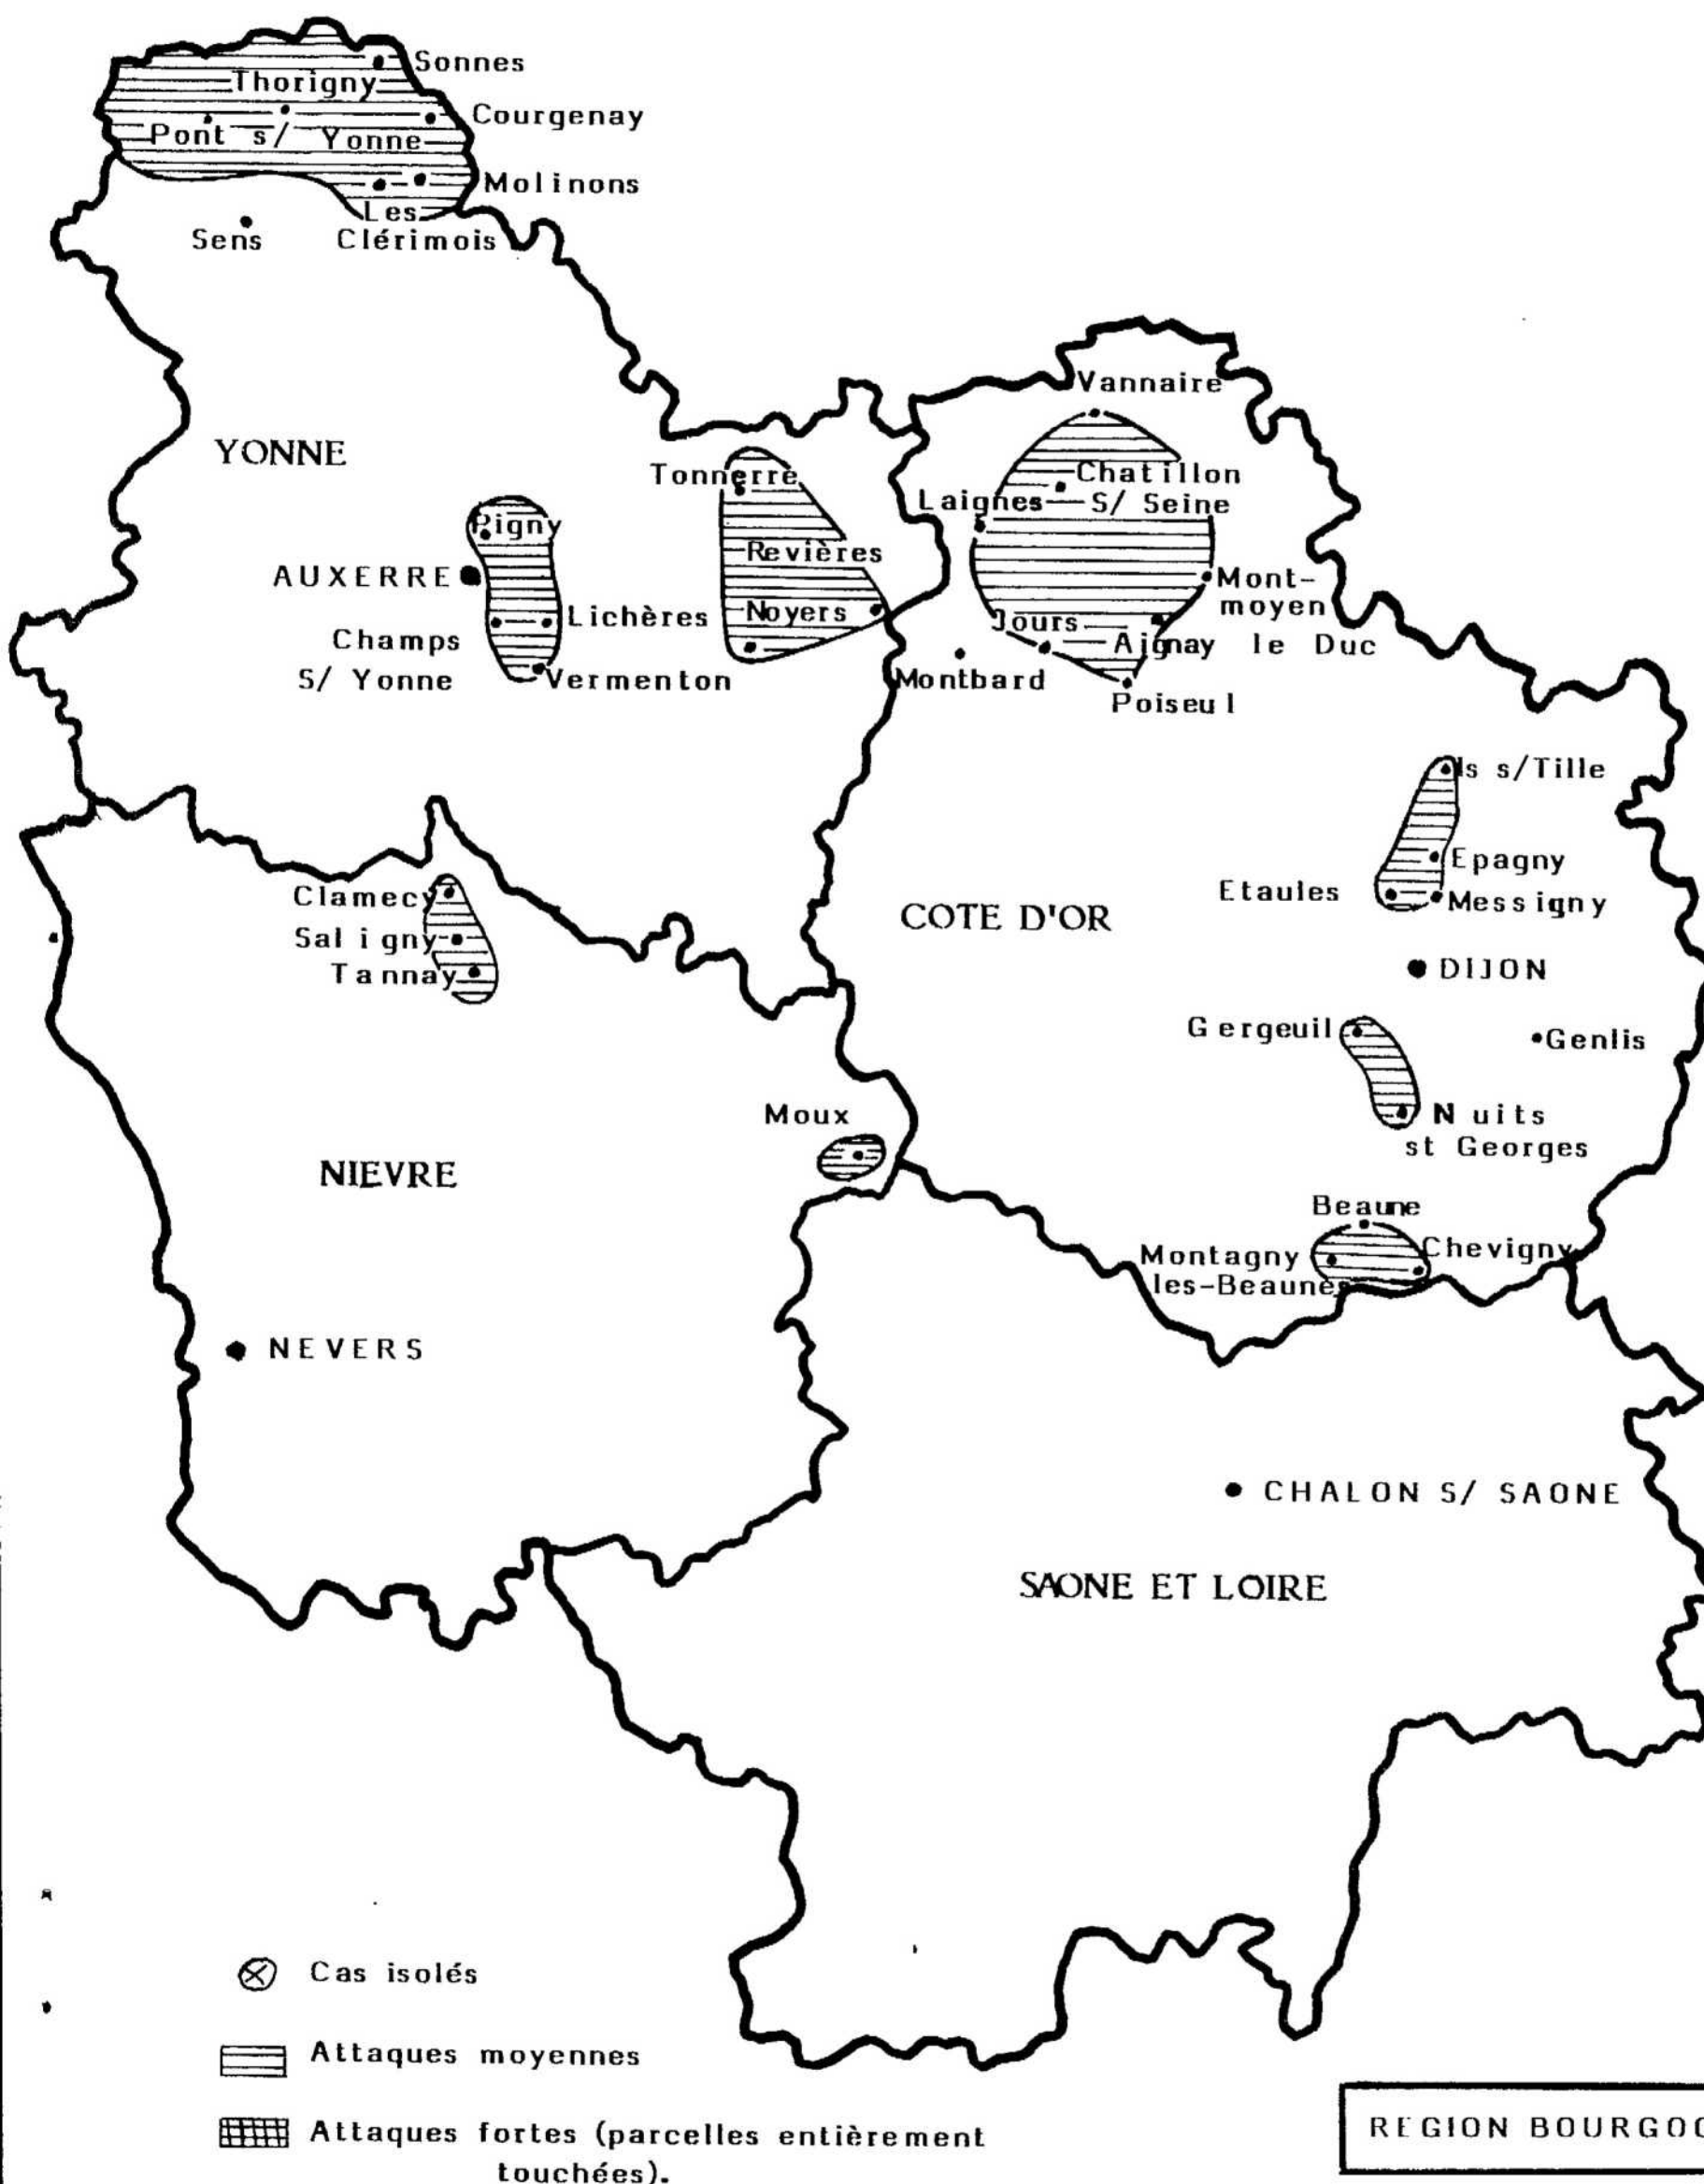 Sonnes
Thorigny
Courgenay
Pont s/ Yonne
Molinons
Les
Clérimois
Sens
Vannaire
YONNE
Tonnerre
Chatillon
S/ Seine
Laignes
Pigny
Revières
AUXERRE
Mont-
moyen
Lichères
Noyers
Jours
Champs
S/ Yonne
Aignay le Duc
Vermenton
Montbard
Poiseul
Is s/Tille
Epagny
Etaules
Messigny
Clamecy
COTE D'OR
Saligny
Tannay
DIJON
Gergeuil
Genlis
Moux
Nuits
st Georges
NIEVRE
Beaune
Montagny
les-Beaunes
Chevigny
NEVERS
CHALON S/ SAONE
SAONE ET LOIRE
Cas isolés
Attaques moyennes
Attaques fortes (parcelles entièrement
touchées).
REGION BOURGOG